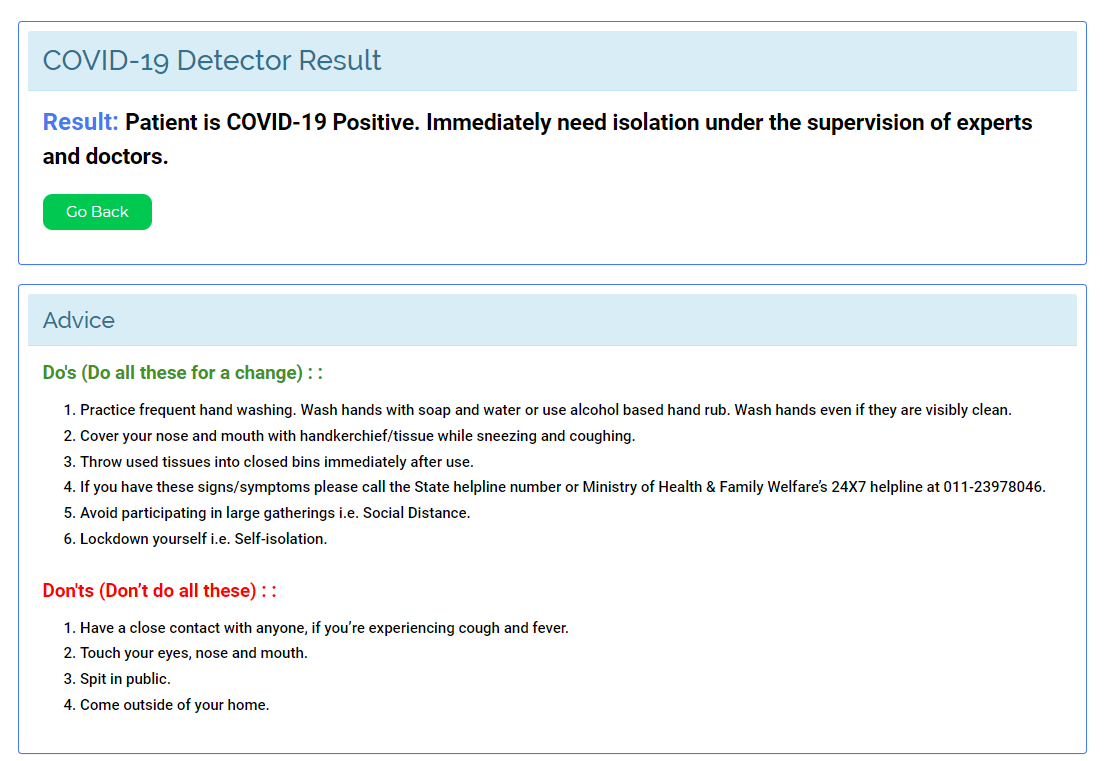 COVID-19 Detector Result
Result: Patient is COVID-19 Positive. Immediately need isolation under the supervision of experts
and doctors.
Go Back
Advice
Do's (Do all these for a change) : :
1. Practice frequent hand washing. Wash hands with soap and water or use alcohol based hand rub. Wash hands even if they are visibly clean.
2. Cover your nose and mouth with handkerchief/tissue while sneezing and coughing.
3. Throw used tissues into closed bins immediately after use.
4. If you have these signs/symptoms please call the State helpline number or Ministry of Health & Family Welfare’s 24X7 helpline at 011-23978046.
5. Avoid participating in large gatherings i.e. Social Distance.
6. Lockdown yourself i.e. Self-isolation.
Don'ts (Don’t do all these) : :
1. Have a close contact with anyone, if you’re experiencing cough and fever.
2. Touch your eyes, nose and mouth.
3. Spit in public.
4. Come outside of your home.